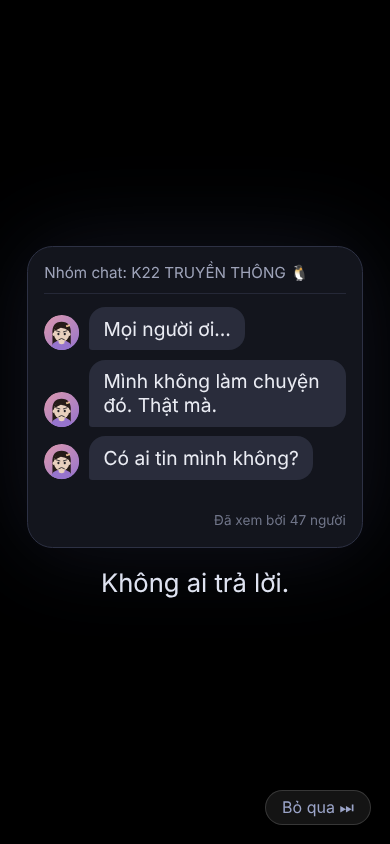 Nhóm chat: K22 TRUYỀN THÔNG 🐧
Mọi người ơi...
Mình không làm chuyện
đó. Thật mà.
Có ai tin mình không?
Đã xem bởi 47 người
Không ai trả lời.
Bỏ qua ⏭